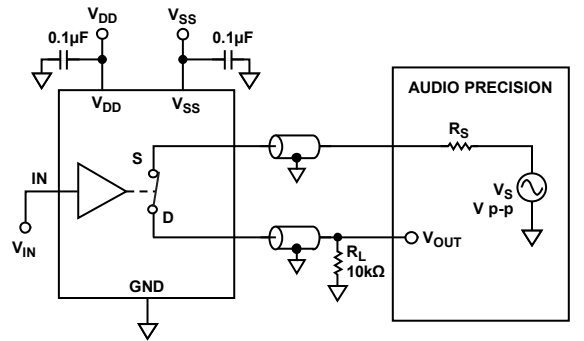 V_DD V_SS
0.1µF 0.1µF
V_DD V_SS
AUDIO PRECISION
R_S
S
IN
V_S
V p-p
D
V_IN
V_OUT
R_L
10kΩ
GND